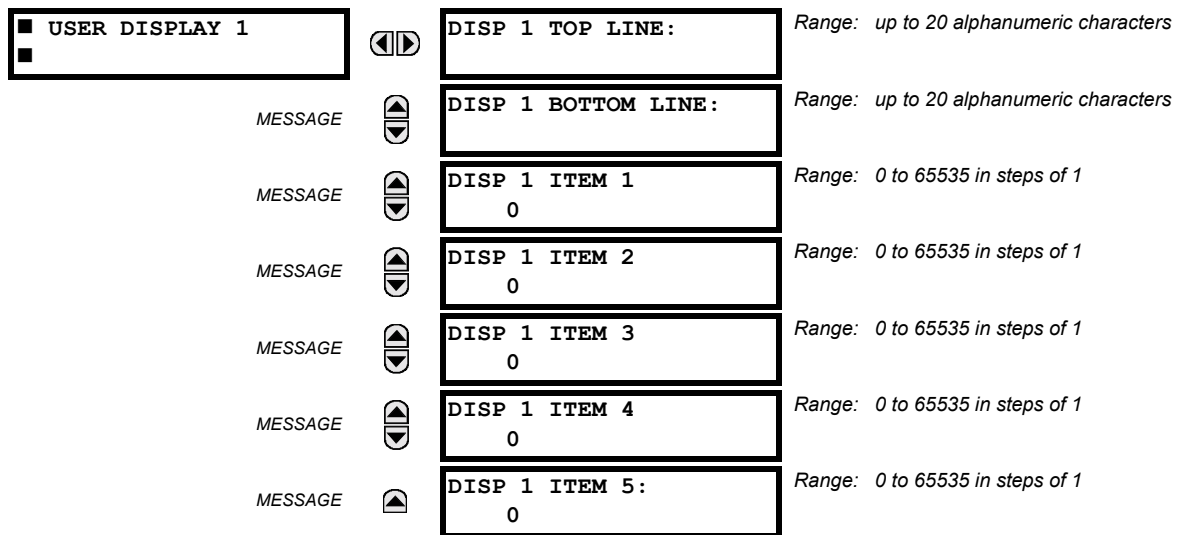 ■ USER DISPLAY 1
■
DISP 1 TOP LINE:
Range: up to 20 alphanumeric characters
MESSAGE
DISP 1 BOTTOM LINE:
Range: up to 20 alphanumeric characters
MESSAGE
DISP 1 ITEM 1
0
Range: 0 to 65535 in steps of 1
MESSAGE
DISP 1 ITEM 2
0
Range: 0 to 65535 in steps of 1
MESSAGE
DISP 1 ITEM 3
0
Range: 0 to 65535 in steps of 1
MESSAGE
DISP 1 ITEM 4
0
Range: 0 to 65535 in steps of 1
MESSAGE
DISP 1 ITEM 5:
0
Range: 0 to 65535 in steps of 1